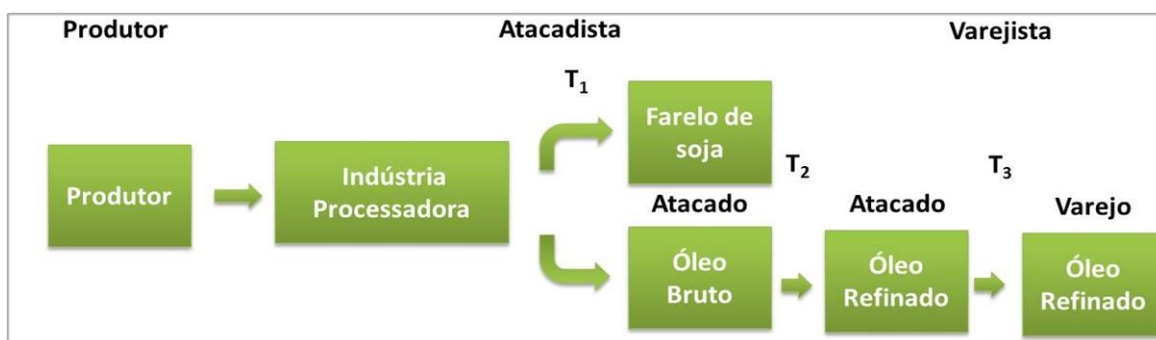 Produtor
Atacadista
Varejista
T₁
Farelo de
soja
T₂
T₃
Produtor
Indústria
Processadora
Atacado
Atacado
Varejo
Óleo
Bruto
Óleo
Refinado
Óleo
Refinado